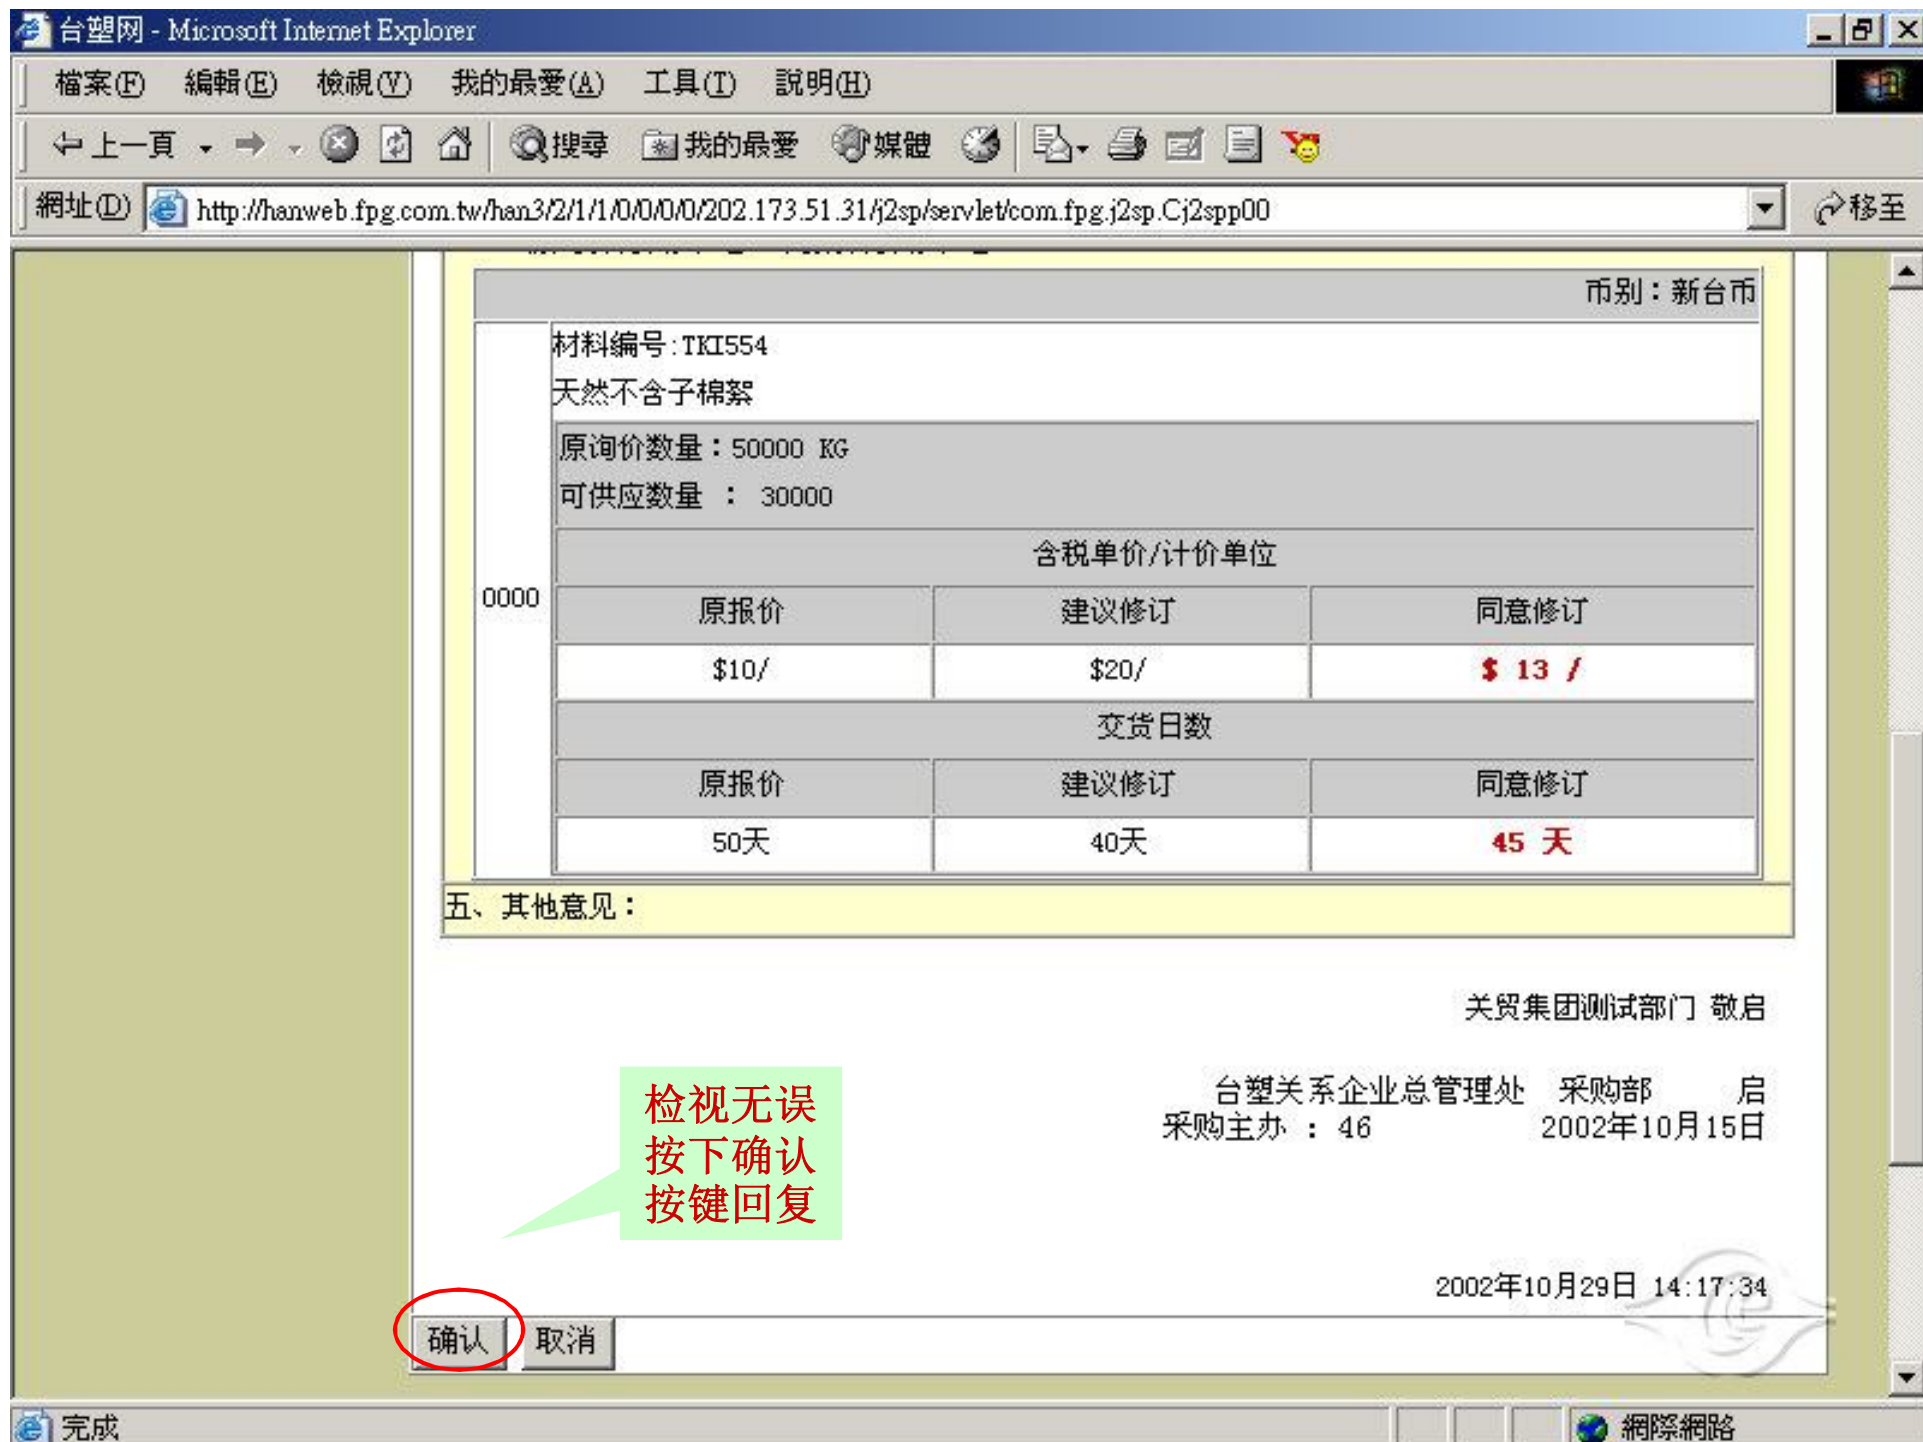 台塑网 - Microsoft Internet Explorer
檔案(F) 編輯(E) 檢視(V) 我的最愛(A) 工具(T) 説明(H)
上一頁 搜尋 我的最愛 媒體
網址(D) http://hanweb.fpg.com.tw/han3/2/1/1/0/0/0/0/202.173.51.31/j2sp/servlet/com.fpg.j2sp.Cj2spp00 移至
币别：新台币
材料编号:TKI554
天然不含子棉絮
原询价数量：50000 KG
可供应数量 ： 30000
含税单价/计价单位
0000
原报价 建议修订 同意修订
$10/ $20/ $ 13 /
交货日数
原报价 建议修订 同意修订
50天 40天 45 天
五、其他意见：
关贸集团测试部门 敬启
台塑关系企业总管理处 采购部 启
采购主办 : 46 2002年10月15日
检视无误
按下确认
按键回复
2002年10月29日 14:17:34
确认 取消
完成 網際網路